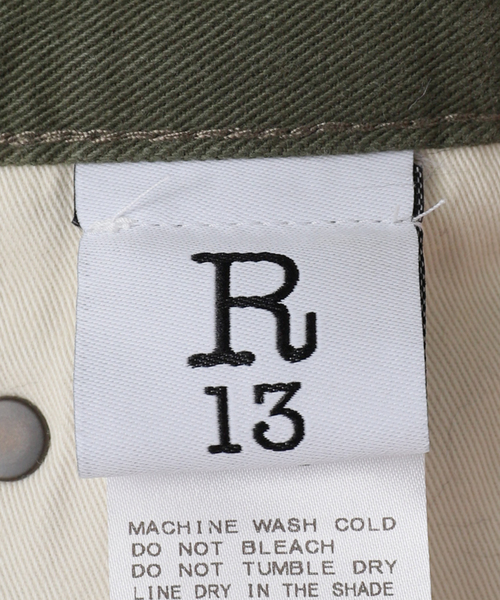 R
13
MACHINE WASH COLD
DO NOT BLEACH
DO NOT TUMBLE DRY
LINE DRY IN THE SHADE